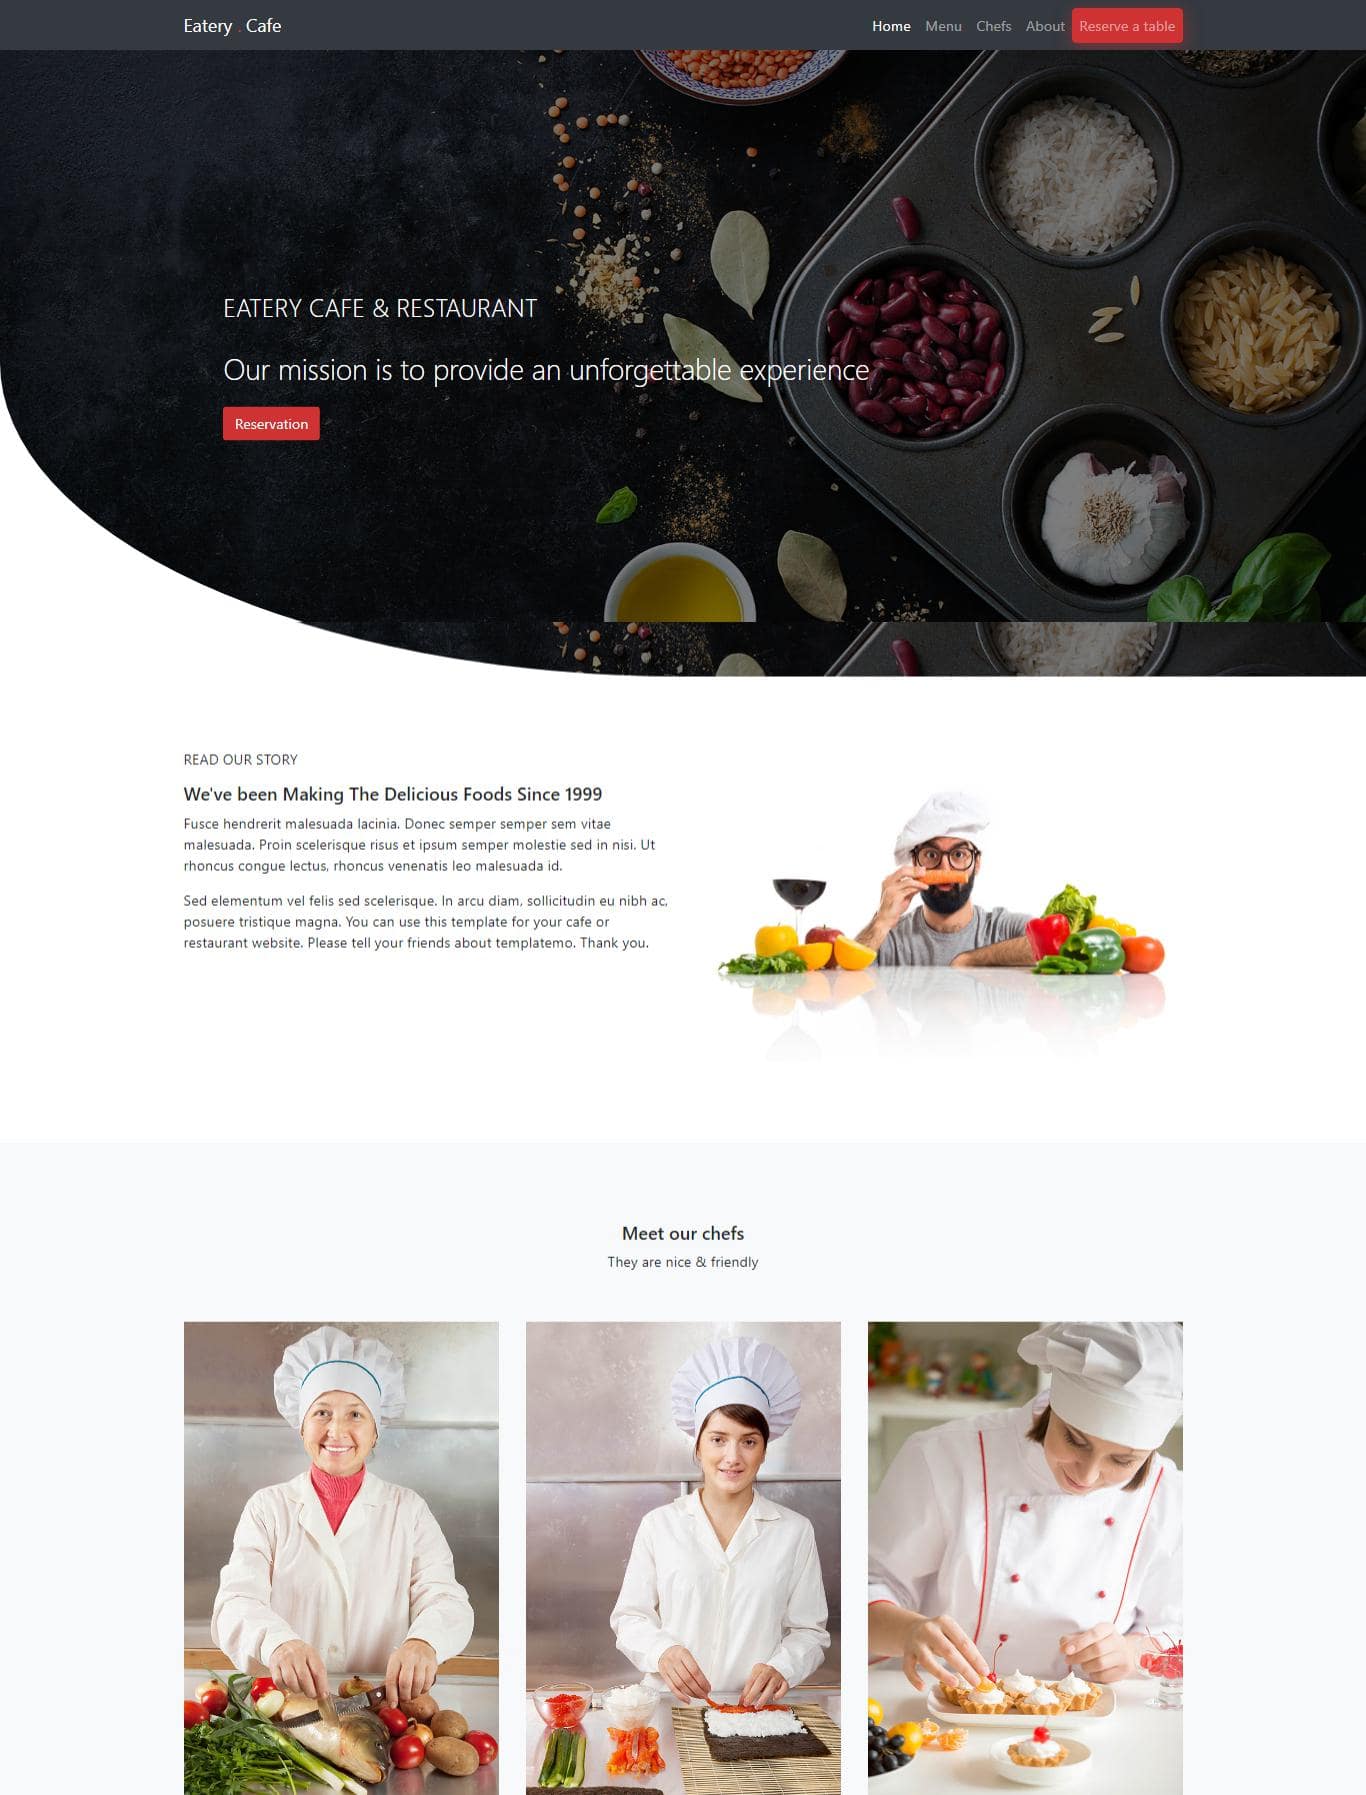 Eatery . Cafe
Home Menu Chefs About Reserve a table
EATERY CAFE & RESTAURANT
Our mission is to provide an unforgettable experience
Reservation
READ OUR STORY
We've been Making The Delicious Foods Since 1999
Fusce hendrerit malesuada lacinia. Donec semper semper sem vitae
malesuada. Proin scelerisque risus et ipsum semper molestie sed in nisi. Ut
rhoncus congue lectus, rhoncus venenatis leo malesuada id.
Sed elementum vel felis sed scelerisque. In arcu diam, sollicitudin eu nibh ac,
posuere tristique magna. You can use this template for your cafe or
restaurant website. Please tell your friends about templatemo. Thank you.
Meet our chefs
They are nice & friendly